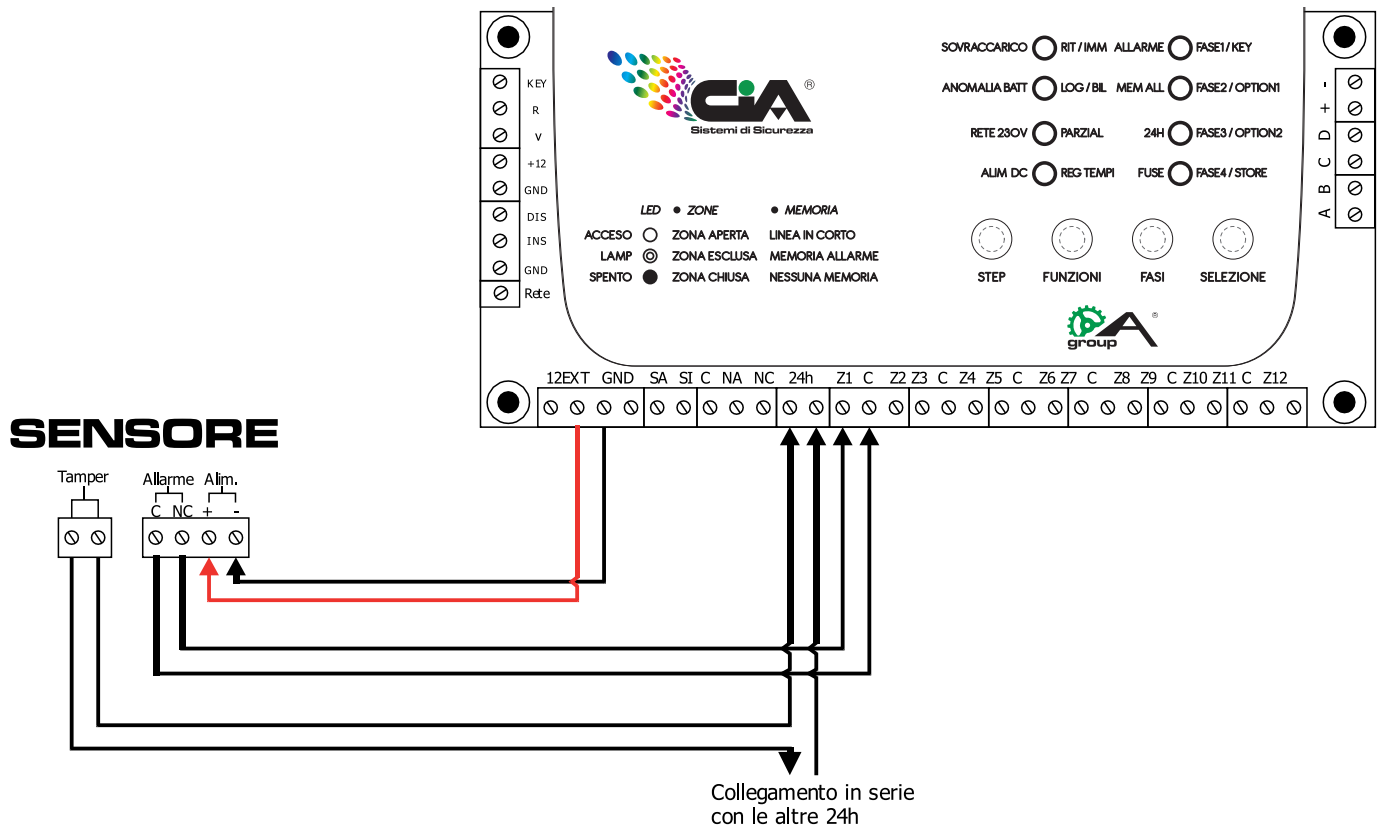 SOVRACCARICO RIT / IMM ALLARME FASE1 / KEY
ANOMALIA BATT LOG / BIL MEM ALL FASE2 / OPTION1
RETE 230V PARZIAL 24H FASE3 / OPTION2
ALIM DC REG TEMPI FUSE FASE4 / STORE
CiA ®
Sistemi di Sicurezza
KEY
R
V
+12
GND
DIS
INS
GND
Rete
-
+
D
C
B
A
LED • ZONE • MEMORIA
ACCESO ZONA APERTA LINEA IN CORTO
LAMP ZONA ESCLUSA MEMORIA ALLARME
SPENTO ZONA CHIUSA NESSUNA MEMORIA
STEP FUNZIONI FASI SELEZIONE
A ®
group
12EXT GND SA SI C NA NC 24h Z1 C Z2 Z3 C Z4 Z5 C Z6 Z7 C Z8 Z9 C Z10 Z11 C Z12
SENSORE
Tamper Allarme Alim.
C NC + -
Collegamento in serie
con le altre 24h